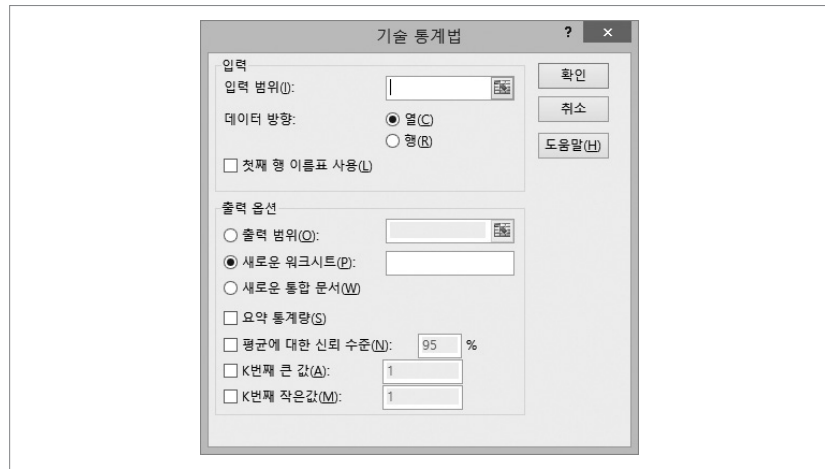 기술 통계법
? ×
입력
입력 범위(I):
데이터 방향:
열(C)
행(R)
첫째 행 이름표 사용(L)
확인
취소
도움말(H)
출력 옵션
출력 범위(O):
새로운 워크시트(P):
새로운 통합 문서(W)
요약 통계량(S)
평균에 대한 신뢰 수준(N): 95 %
K번째 큰 값(A): 1
K번째 작은값(M): 1